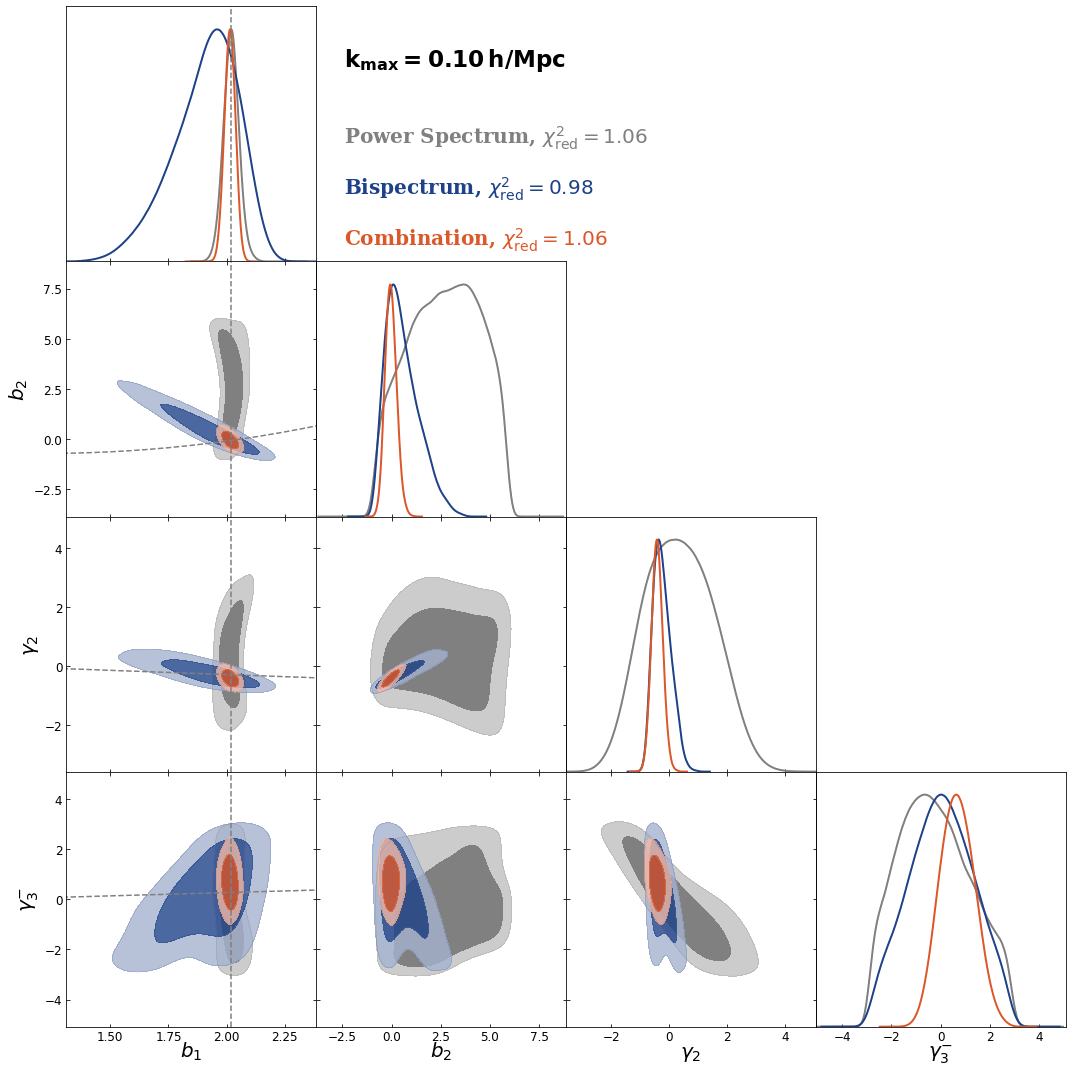 k_max = 0.10 h/Mpc
Power Spectrum, χ²_red = 1.06
Bispectrum, χ²_red = 0.98
Combination, χ²_red = 1.06
7.5
5.0
2.5
0.0
−2.5
b₂
4
2
0
−2
γ₂
4
2
0
−2
−4
γ₃⁻
1.50 1.75 2.00 2.25
−2.5 0.0 2.5 5.0 7.5
−2 0 2 4
−4 −2 0 2 4
b₁ b₂ γ₂ γ₃⁻